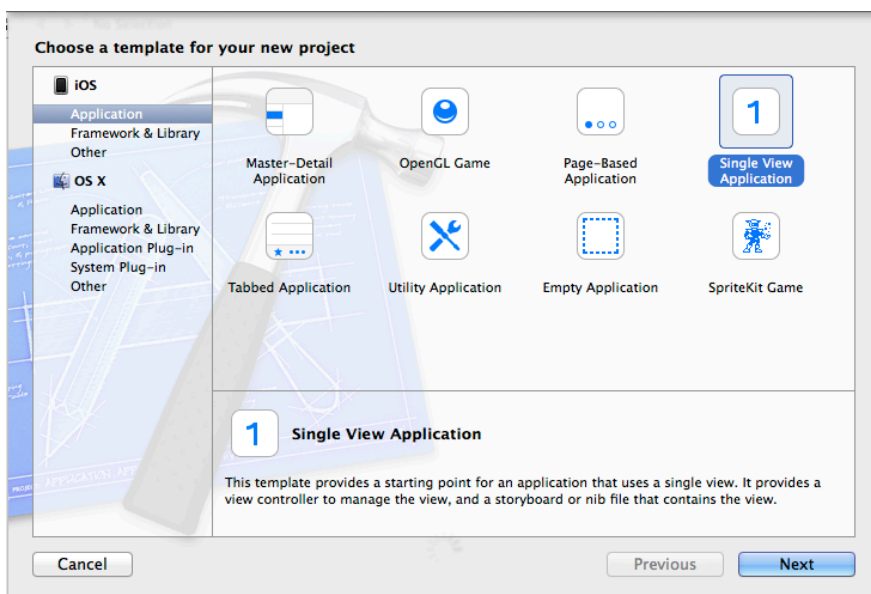 No Selection
Choose a template for your new project
iOS
Application
Framework & Library
Other
OS X
Application
Framework & Library
Application Plug-in
System Plug-in
Other
Master-Detail
Application
OpenGL Game
Page-Based
Application
1
Single View
Application
Tabbed Application
Utility Application
Empty Application
SpriteKit Game
1
Single View Application
This template provides a starting point for an application that uses a single view. It provides a
view controller to manage the view, and a storyboard or nib file that contains the view.
Cancel
Previous
Next